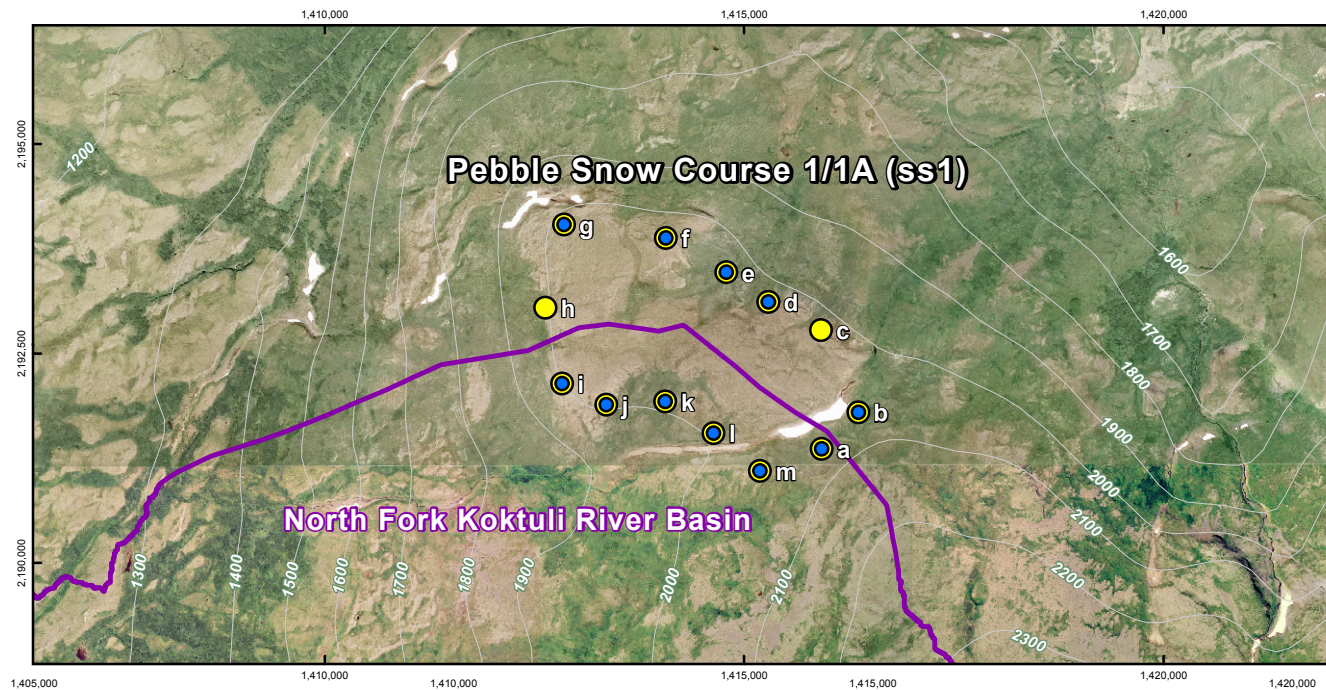 1,410,000 1,415,000 1,420,000
2,195,000
1200
Pebble Snow Course 1/1A (ss1)
g
f
e
d
1600
h
c
1700
2,192,500
i
j
k
1800
b
l
a
1900
m
2000
North Fork Koktuli River Basin
2100
2,190,000
1300
1400
1500
1600
1700
1800
1900
2000
2100
2200
2300
1,405,000 1,410,000 1,410,000 1,415,000 1,415,000 1,420,000 1,420,000